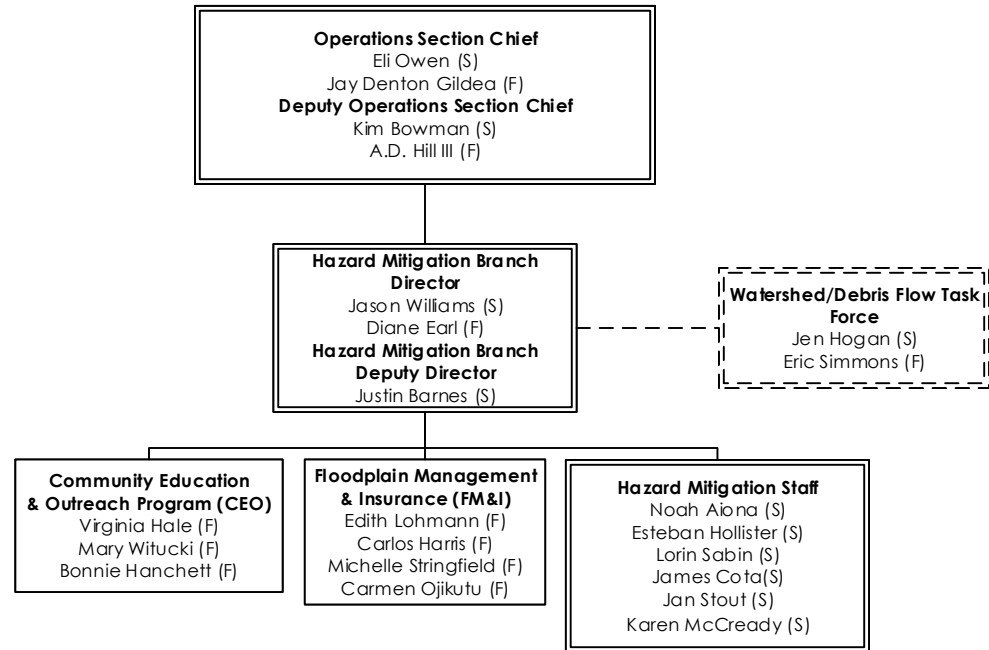 Operations Section Chief
Eli Owen (S)
Jay Denton Gildea (F)
Deputy Operations Section Chief
Kim Bowman (S)
A.D. Hill III (F)
Hazard Mitigation Branch
Director
Jason Williams (S)
Diane Earl (F)
Hazard Mitigation Branch
Deputy Director
Justin Barnes (S)
Watershed/Debris Flow Task
Force
Jen Hogan (S)
Eric Simmons (F)
Community Education
& Outreach Program (CEO)
Virginia Hale (F)
Mary Witucki (F)
Bonnie Hanchett (F)
Floodplain Management
& Insurance (FM&I)
Edith Lohmann (F)
Carlos Harris (F)
Michelle Stringfield (F)
Carmen Ojikutu (F)
Hazard Mitigation Staff
Noah Aiona (S)
Esteban Hollister (S)
Lorin Sabin (S)
James Cota(S)
Jan Stout (S)
Karen McCready (S)